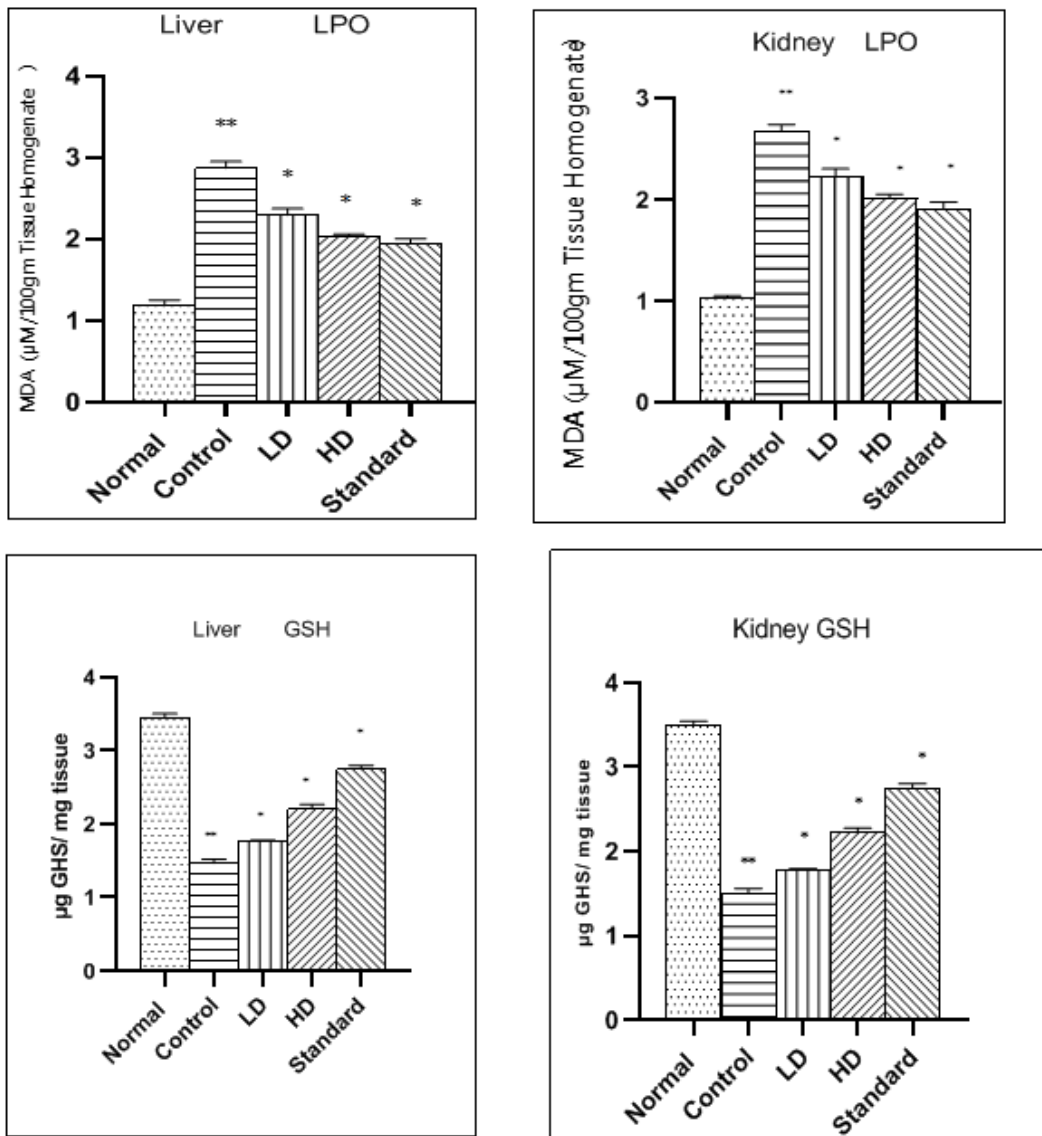 Liver LPO
MDA (µM/100gm Tissue Homogenate )
4
3
2
1
0
**
*
*
*
Normal
Control
LD
HD
Standard
Kidney LPO
MDA (µM/100gm Tissue Homogenate)
3
2
1
0
**
*
*
*
Normal
Control
LD
HD
Standard
Liver GSH
µg GHS/ mg tissue
4
3
2
1
0
**
*
*
*
Normal
Control
LD
HD
Standard
Kidney GSH
µg GHS/ mg tissue
4
3
2
1
0
**
*
*
*
Normal
Control
LD
HD
Standard